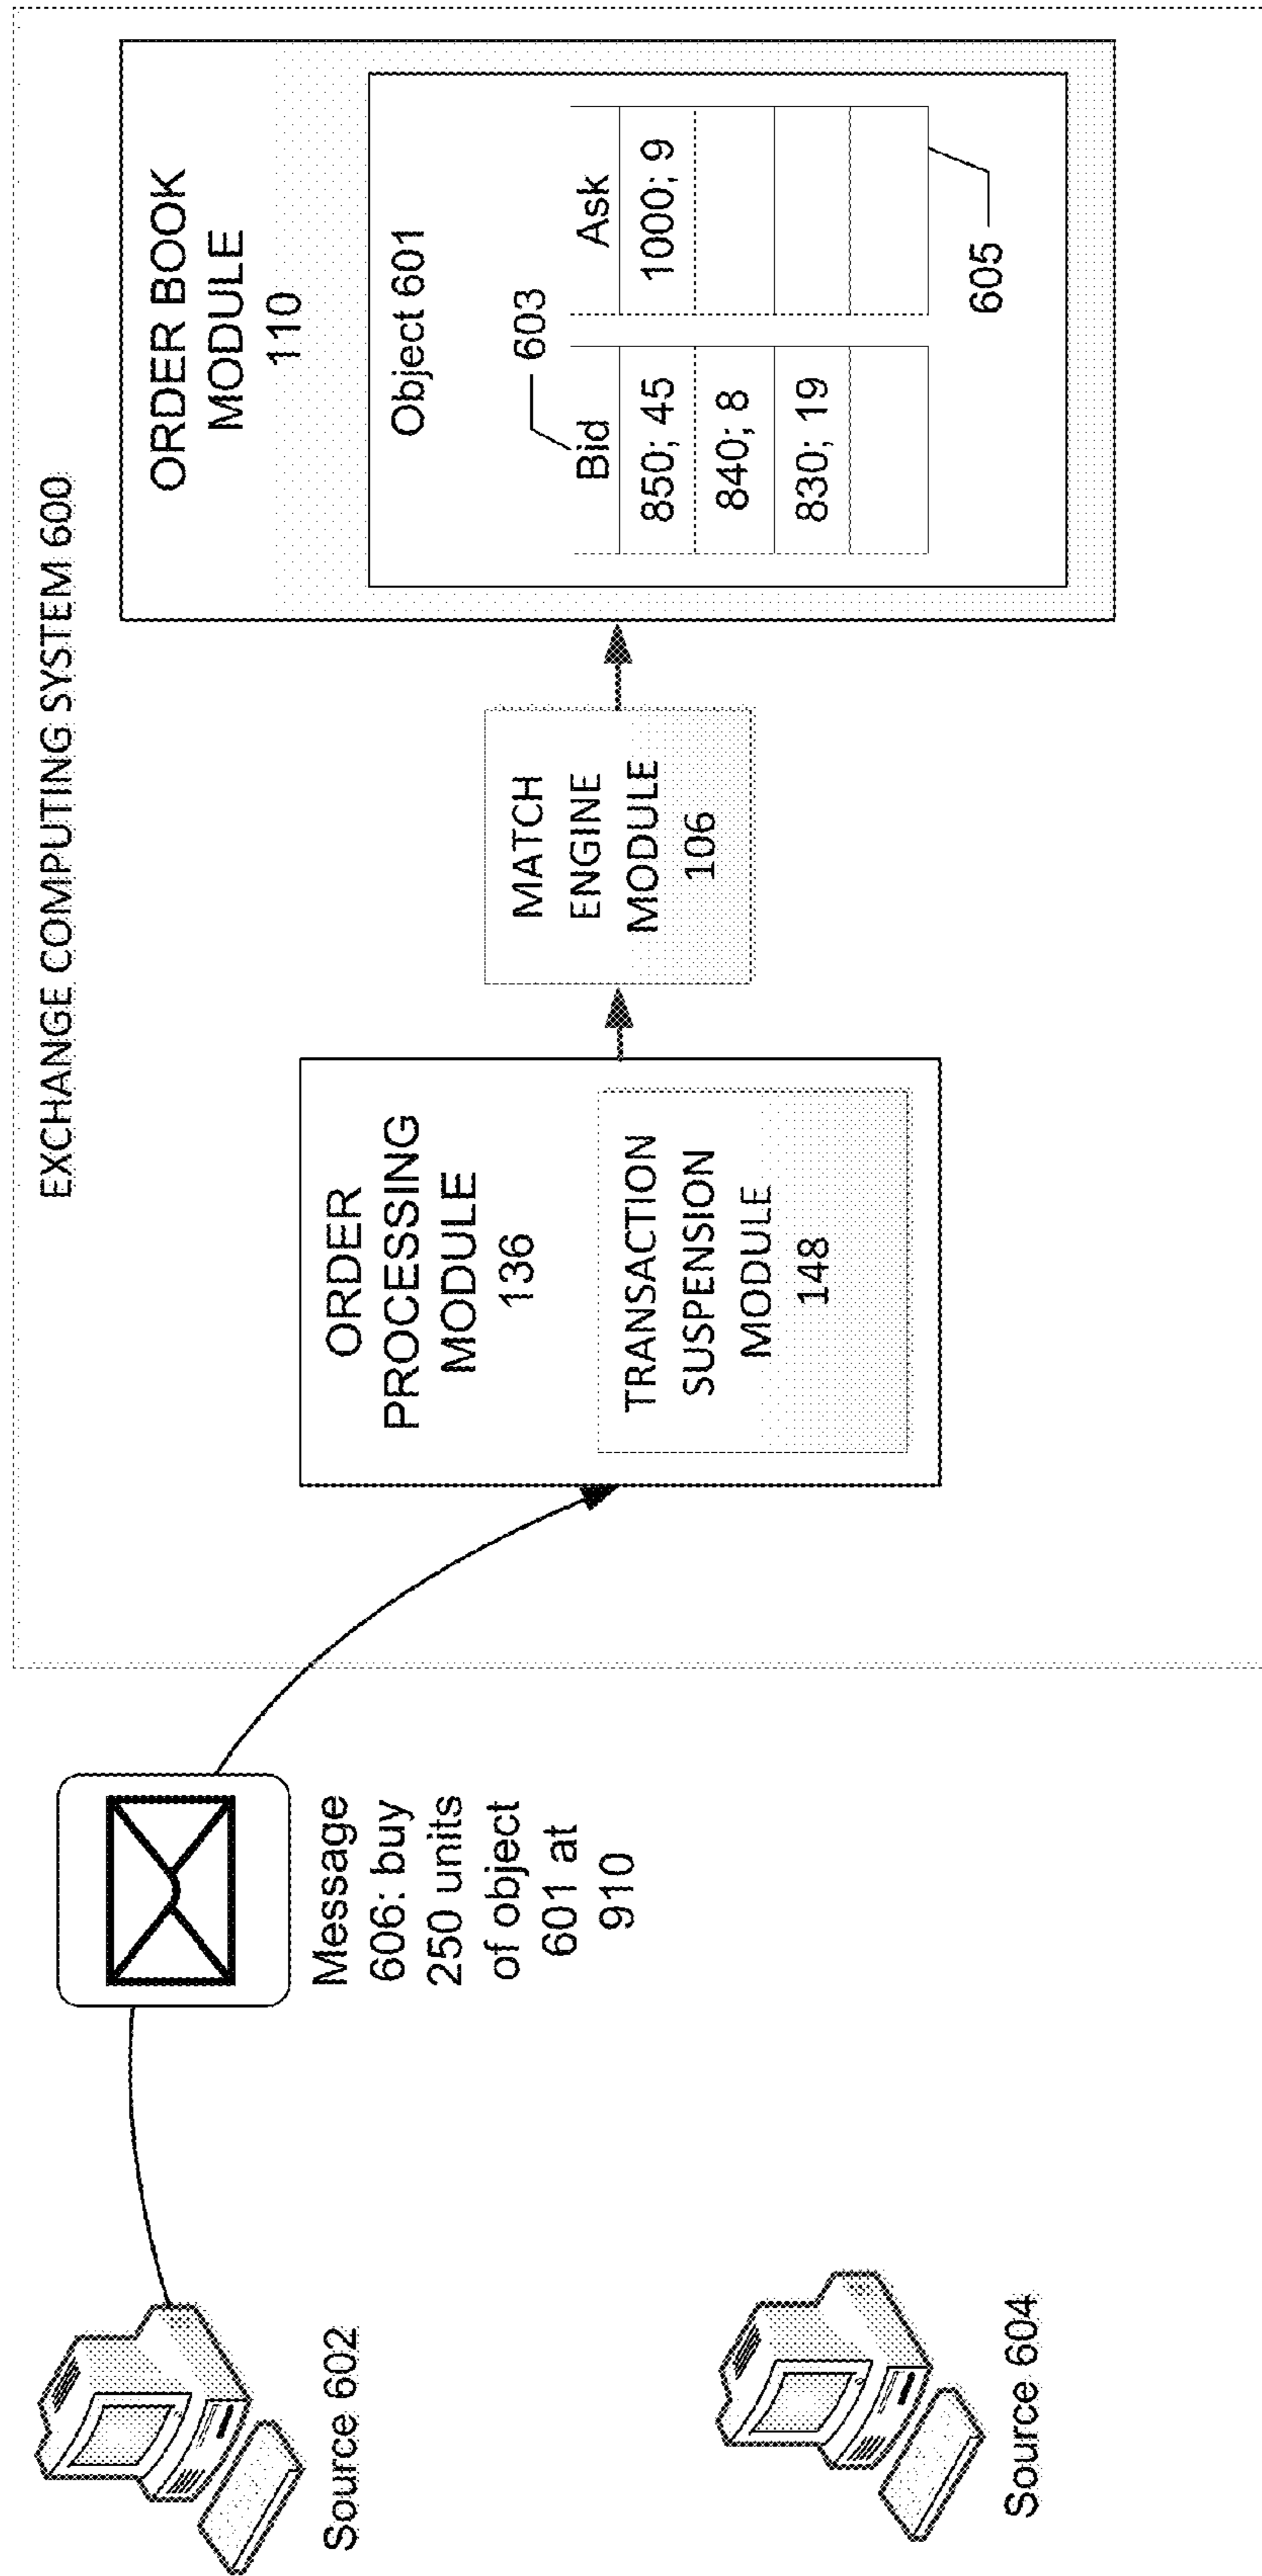 EXCHANGE COMPUTING SYSTEM 600
Source 602
Source 604
Message
606: buy
250 units
of object
601 at
910
ORDER
PROCESSING
MODULE
136
TRANSACTION
SUSPENSION
MODULE
148
MATCH
ENGINE
MODULE
106
ORDER BOOK
MODULE
110
Object 601
603
Bid Ask
850; 45 1000; 9
840; 8
830; 19
605